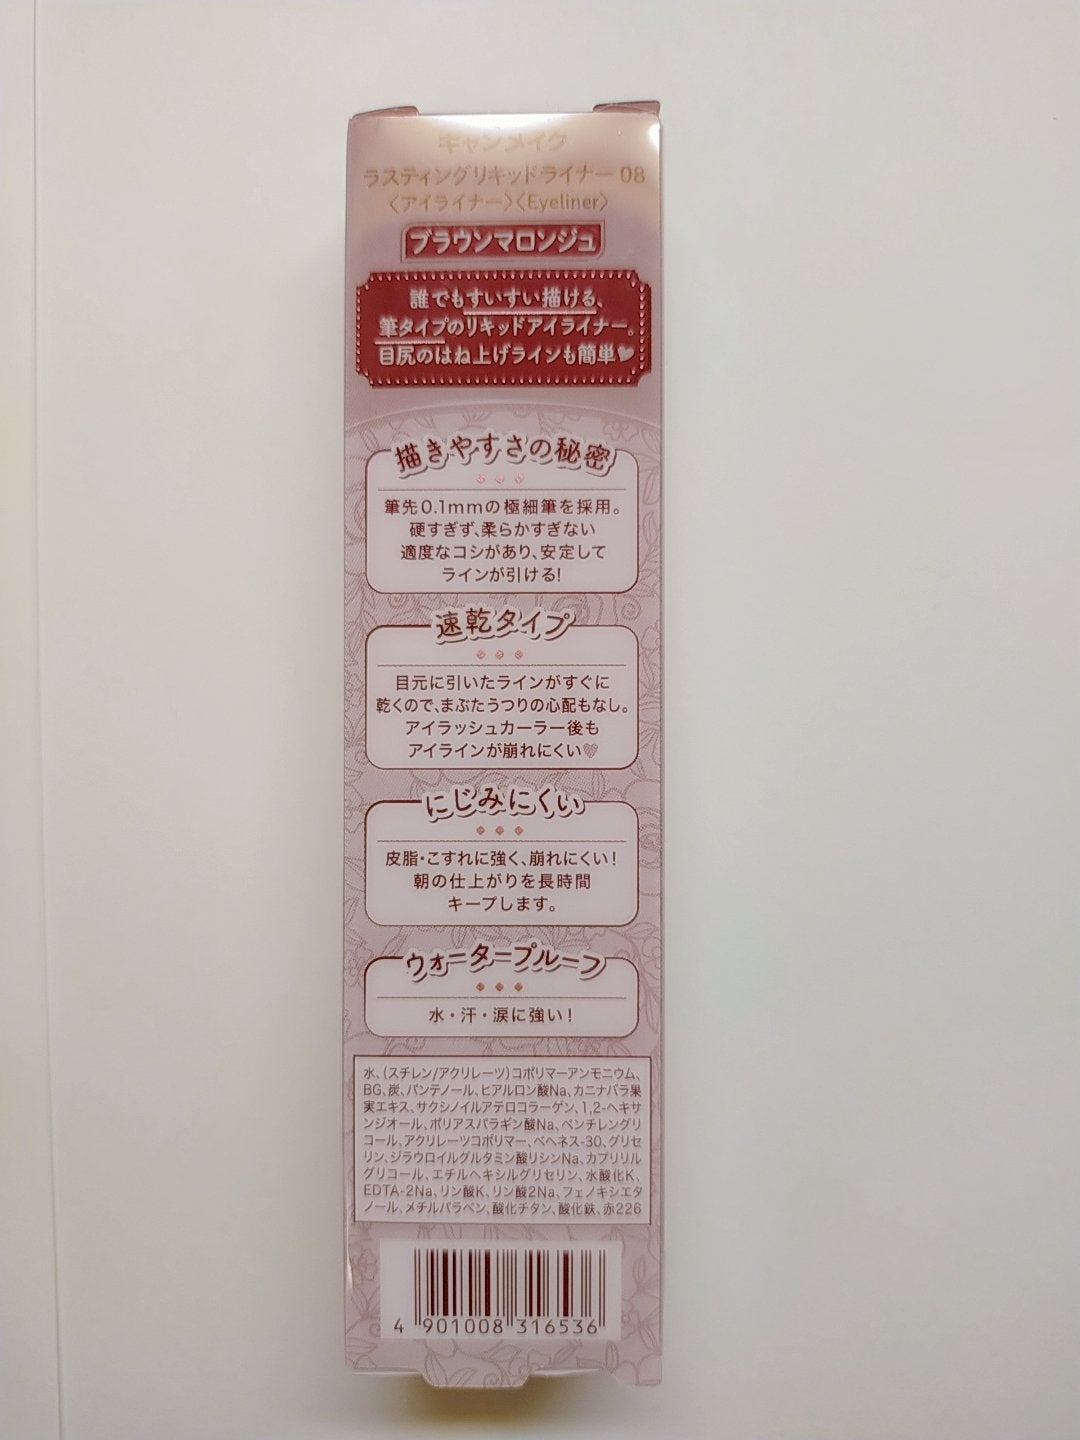 キャンメイク
ラスティングリキッドライナー 08
〈アイライナー〉〈Eyeliner〉
ブラウンマロンジュ
誰でもすいすい描ける、
筆タイプのリキッドアイライナー。
目尻のはね上げラインも簡単♥
描きやすさの秘密
筆先0.1mmの極細筆を採用。
硬すぎず、柔らかすぎない
適度なコシがあり、安定して
ラインが引ける!
速乾タイプ
目元に引いたラインがすぐに
乾くので、まぶたうつりの心配もなし。
アイラッシュカーラー後も
アイラインが崩れにくい♥
にじみにくい
皮脂・こすれに強く、崩れにくい!
朝の仕上がりを長時間
キープします。
ウォータープルーフ
水・汗・涙に強い!
水、(スチレン/アクリレーツ)コポリマーアンモニウム、
BG、炭、パンテノール、ヒアルロン酸Na、カニナバラ果
実エキス、サクシノイルアテロコラーゲン、1,2-ヘキサ
ンジオール、ポリアスパラギン酸Na、ペンチレングリ
コール、アクリレーツコポリマー、ベヘネス-30、グリセ
リン、ジラウロイルグルタミン酸リシンNa、カプリリル
グリコール、エチルヘキシルグリセリン、水酸化K、
EDTA-2Na、リン酸K、リン酸2Na、フェノキシエタ
ノール、メチルパラベン、酸化チタン、酸化鉄、赤226
4 901008 316536